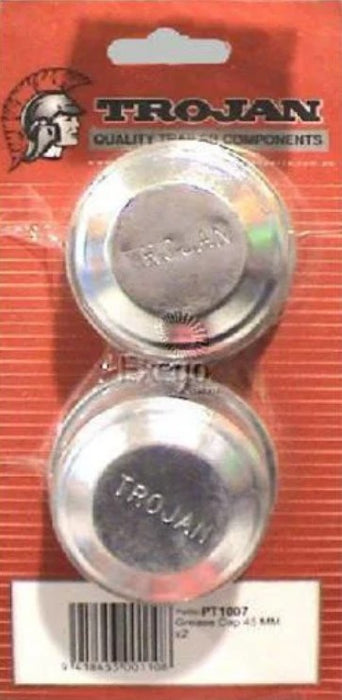 TROJAN
QUALITY TRAILER COMPONENTS
TROJAN
TROJAN
PT1007
Grease Cap 45 MM
x2